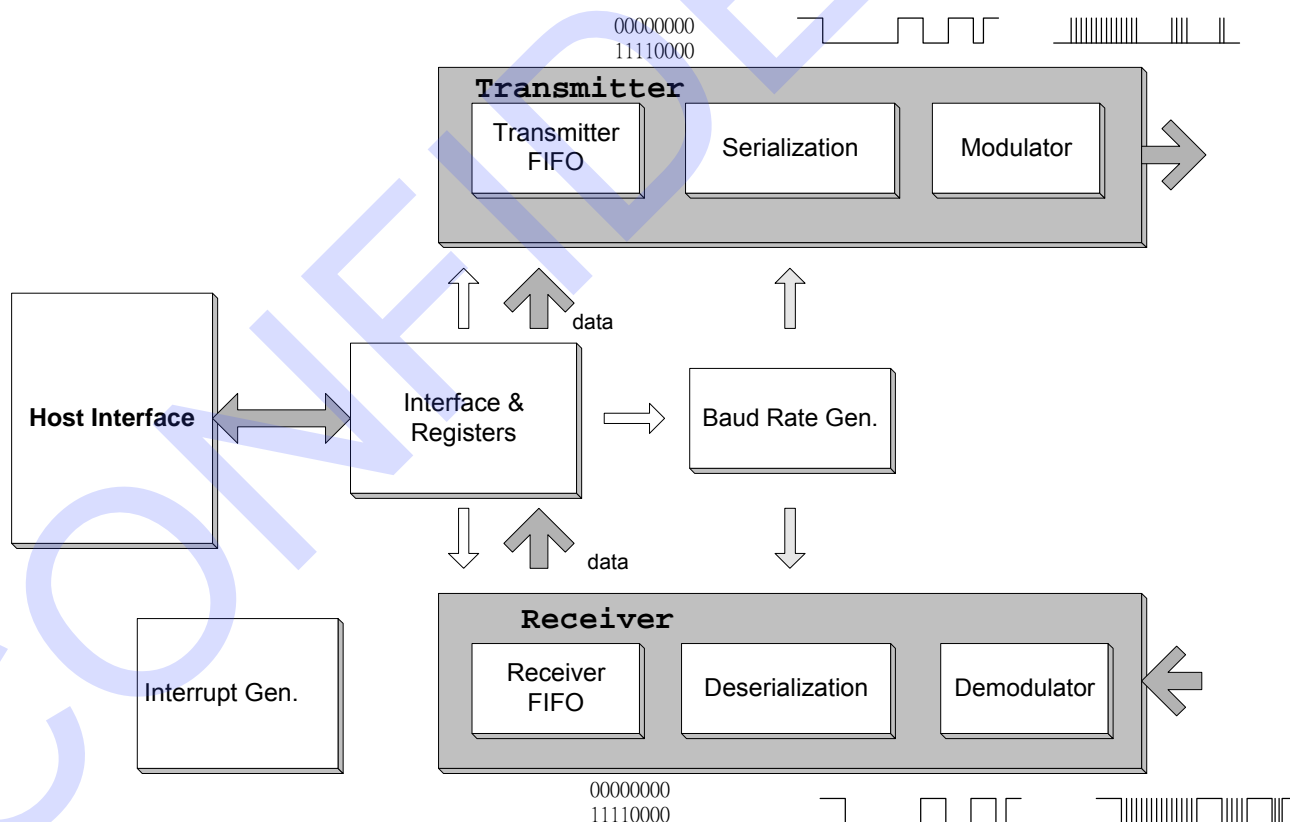 00000000
11110000
Transmitter
Transmitter
FIFO
Serialization
Modulator
data
Host Interface
Interface &
Registers
Baud Rate Gen.
data
Receiver
Interrupt Gen.
Receiver
FIFO
Deserialization
Demodulator
00000000
11110000
CONFIDE